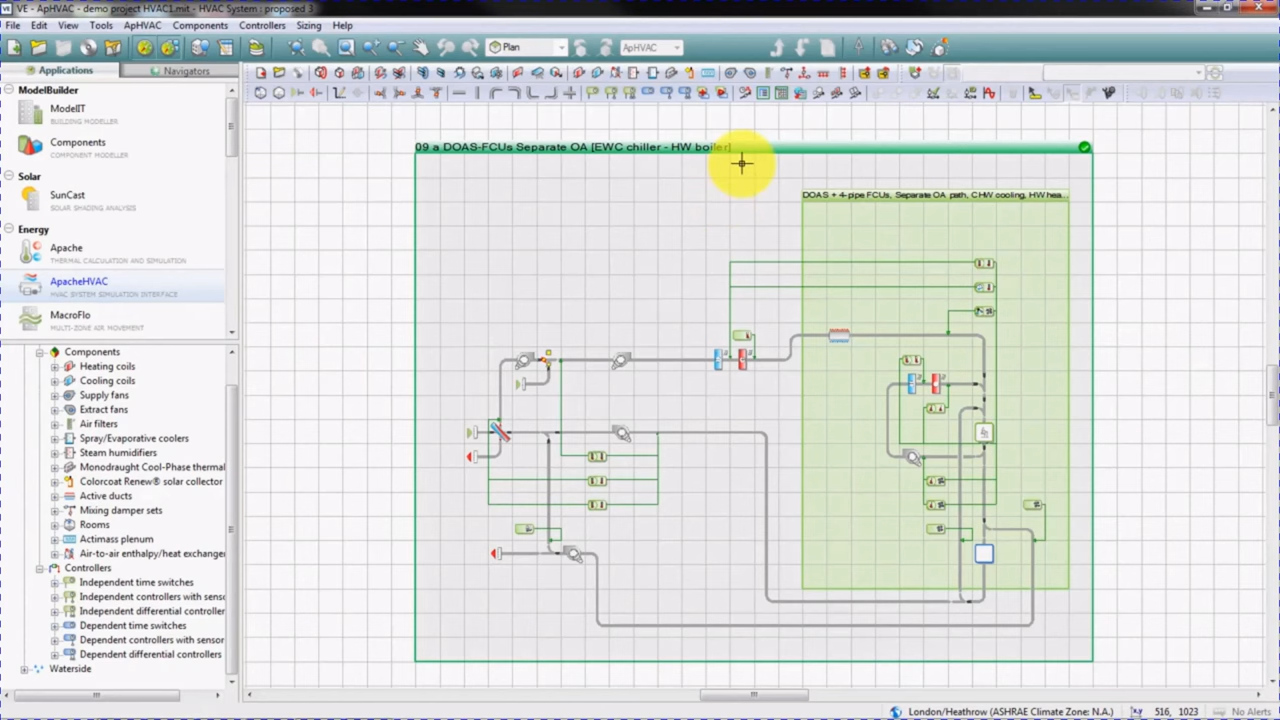 VE - ApHVAC - demo project HVAC1.mit - HVAC System : proposed 3
File Edit View Tools ApHVAC Components Controllers Sizing Help
Plan ApHVAC
Applications Navigators
ModelBuilder
ModelIT
BUILDING MODELLER
Components
COMPONENT MODELLER
Solar
SunCast
SOLAR SHADING ANALYSIS
Energy
Apache
THERMAL CALCULATION AND SIMULATION
ApacheHVAC
HVAC SYSTEM SIMULATION INTERFACE
MacroFlo
MULTI-ZONE AIR MOVEMENT
Components
Heating coils
Cooling coils
Supply fans
Extract fans
Air filters
Spray/Evaporative coolers
Steam humidifiers
Monodraught Cool-Phase thermal
Colorcoat Renew® solar collector
Active ducts
Mixing damper sets
Rooms
Actimass plenum
Air-to-air enthalpy/heat exchanger
Controllers
Independent time switches
Independent controllers with sensor
Independent differential controller
Dependent time switches
Dependent controllers with sensor
Dependent differential controllers
Waterside
09 a DOAS-FCUs Separate OA [EWC chiller - HW boiler]
DOAS + 4-pipe FCUs, Separate OA path, CHW cooling, HW hea...
London/Heathrow (ASHRAE Climate Zone: N.A.) 516, 1023 No Alerts